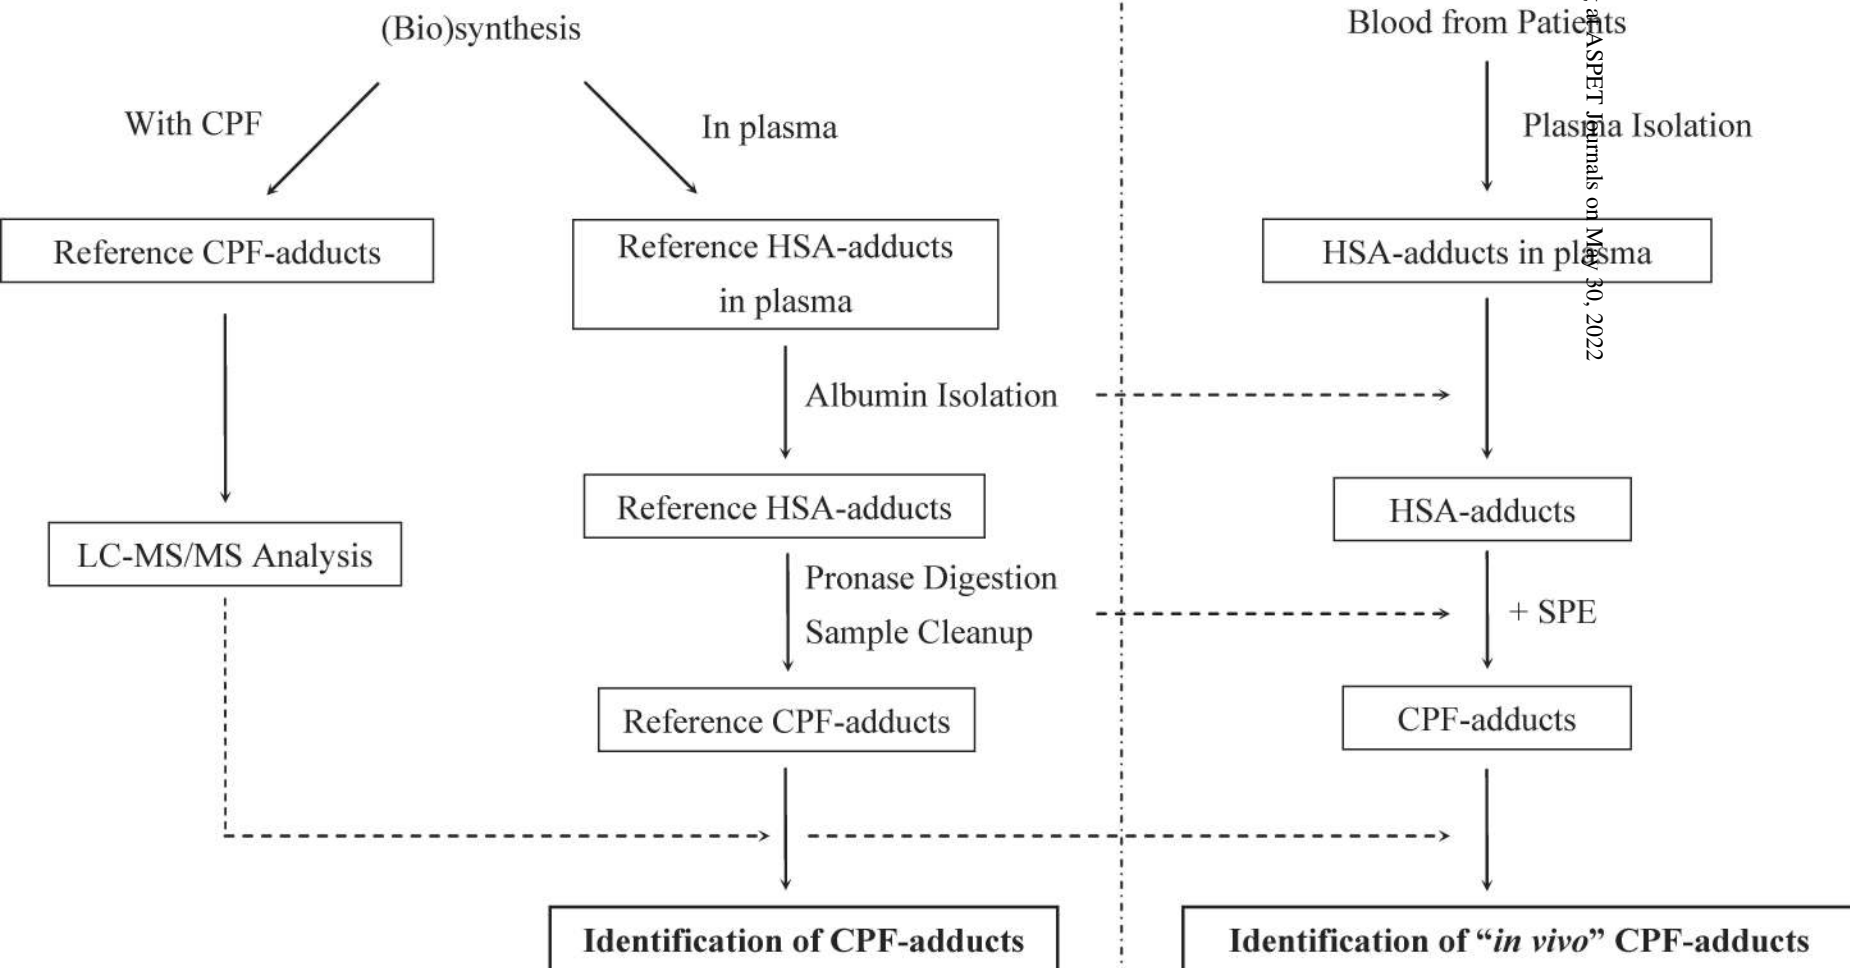 (Bio)synthesis
With CPF
In plasma
Reference CPF-adducts
Reference HSA-adducts
in plasma
Albumin Isolation
Reference HSA-adducts
LC-MS/MS Analysis
Pronase Digestion
Sample Cleanup
Reference CPF-adducts
Identification of CPF-adducts
Blood from Patients
Plasma Isolation
HSA-adducts in plasma
HSA-adducts
+ SPE
CPF-adducts
Identification of “in vivo” CPF-adducts
at ASPET Journals on May 30, 2022